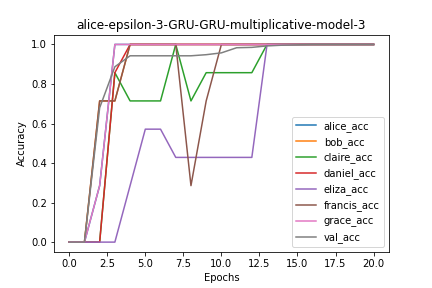 alice-epsilon-3-GRU-GRU-multiplicative-model-3
1.0
0.8
0.6
0.4
0.2
0.0
Accuracy
alice_acc
bob_acc
claire_acc
daniel_acc
eliza_acc
francis_acc
grace_acc
val_acc
0.0 2.5 5.0 7.5 10.0 12.5 15.0 17.5 20.0
Epochs